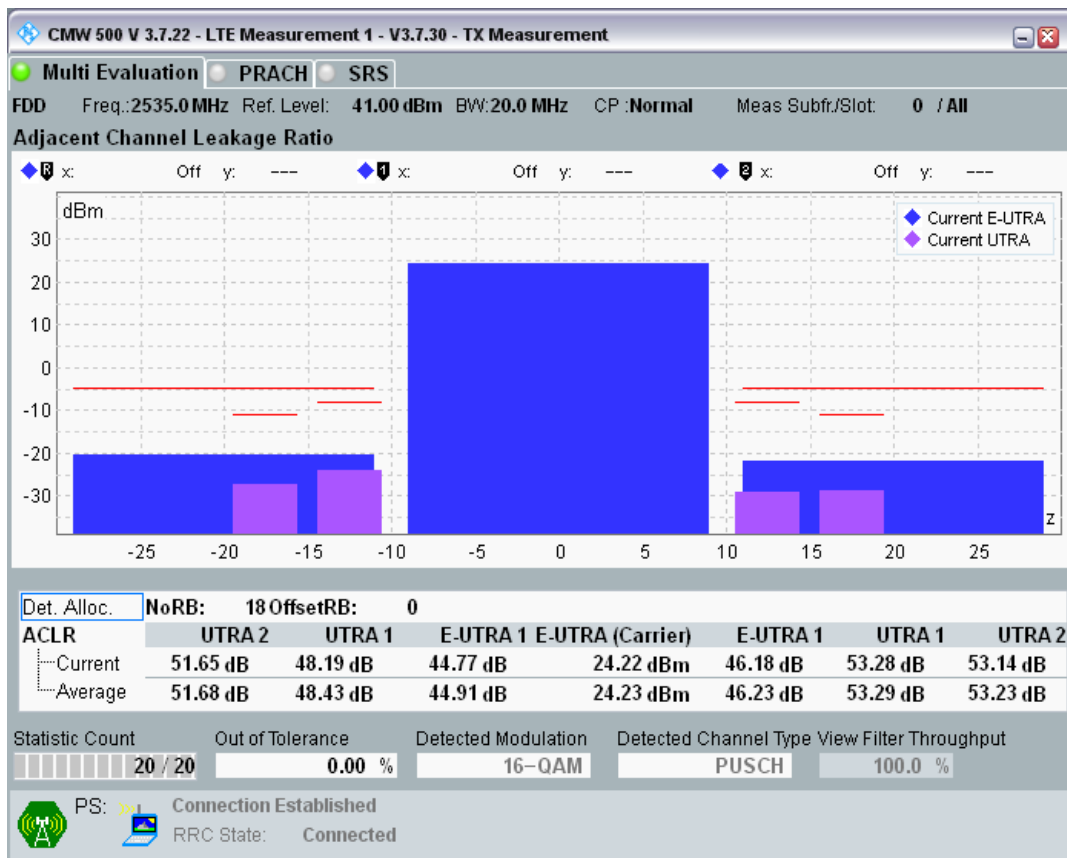 CMW 500 V 3.7.22 - LTE Measurement 1 - V3.7.30 - TX Measurement
Multi Evaluation PRACH SRS
FDD Freq.:2535.0 MHz Ref. Level: 41.00 dBm BW:20.0 MHz CP :Normal Meas Subfr./Slot: 0 / All
Adjacent Channel Leakage Ratio
R x: Off y: --- 1 x: Off y: --- 2 x: Off y: ---
dBm
Current E-UTRA
Current UTRA
30
20
10
0
-10
-20
-30
z
-25 -20 -15 -10 -5 0 5 10 15 20 25
Det. Alloc. NoRB: 18 OffsetRB: 0
ACLR UTRA 2 UTRA 1 E-UTRA 1 E-UTRA (Carrier) E-UTRA 1 UTRA 1 UTRA 2
Current 51.65 dB 48.19 dB 44.77 dB 24.22 dBm 46.18 dB 53.28 dB 53.14 dB
Average 51.68 dB 48.43 dB 44.91 dB 24.23 dBm 46.23 dB 53.29 dB 53.23 dB
Statistic Count Out of Tolerance Detected Modulation Detected Channel Type View Filter Throughput
20 / 20 0.00 % 16-QAM PUSCH 100.0 %
PS: Connection Established
RRC State: Connected